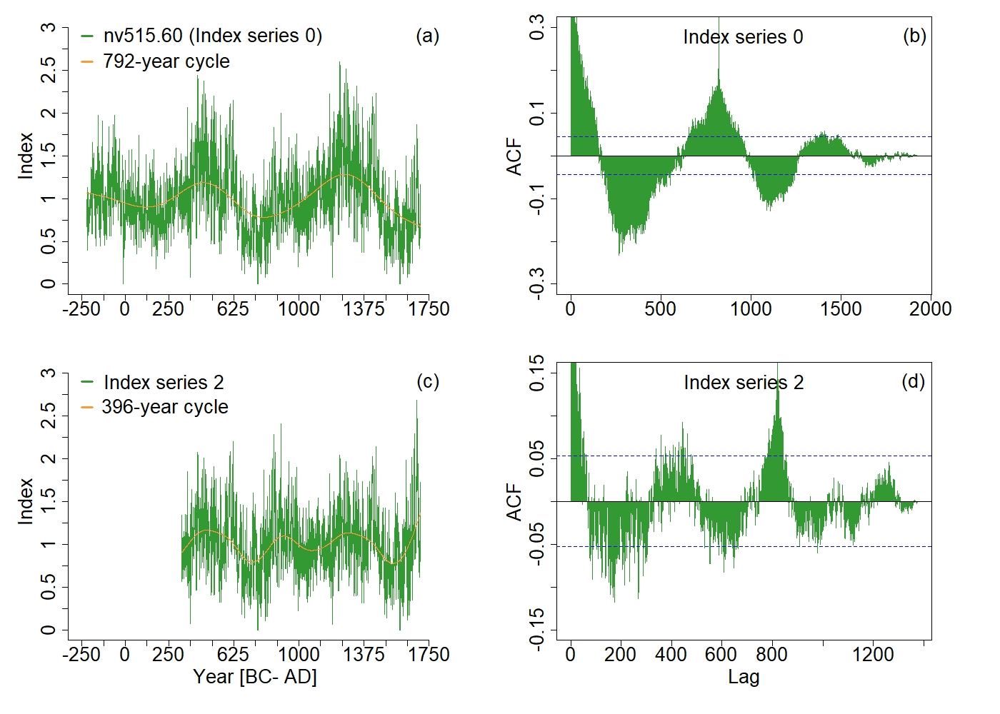 nv515.60 (Index series 0)
792-year cycle
(a)
Index
3
2.5
2
1.5
1
0.5
0
-250 0 250 625 1000 1375 1750
Index series 0
(b)
ACF
0.3
0.1
-0.1
-0.3
0 500 1000 1500 2000
Index series 2
396-year cycle
(c)
Index
3
2.5
2
1.5
1
0.5
0
-250 0 250 625 1000 1375 1750
Year [BC- AD]
Index series 2
(d)
ACF
0.15
0.05
-0.05
-0.15
0 200 400 600 800 1200
Lag